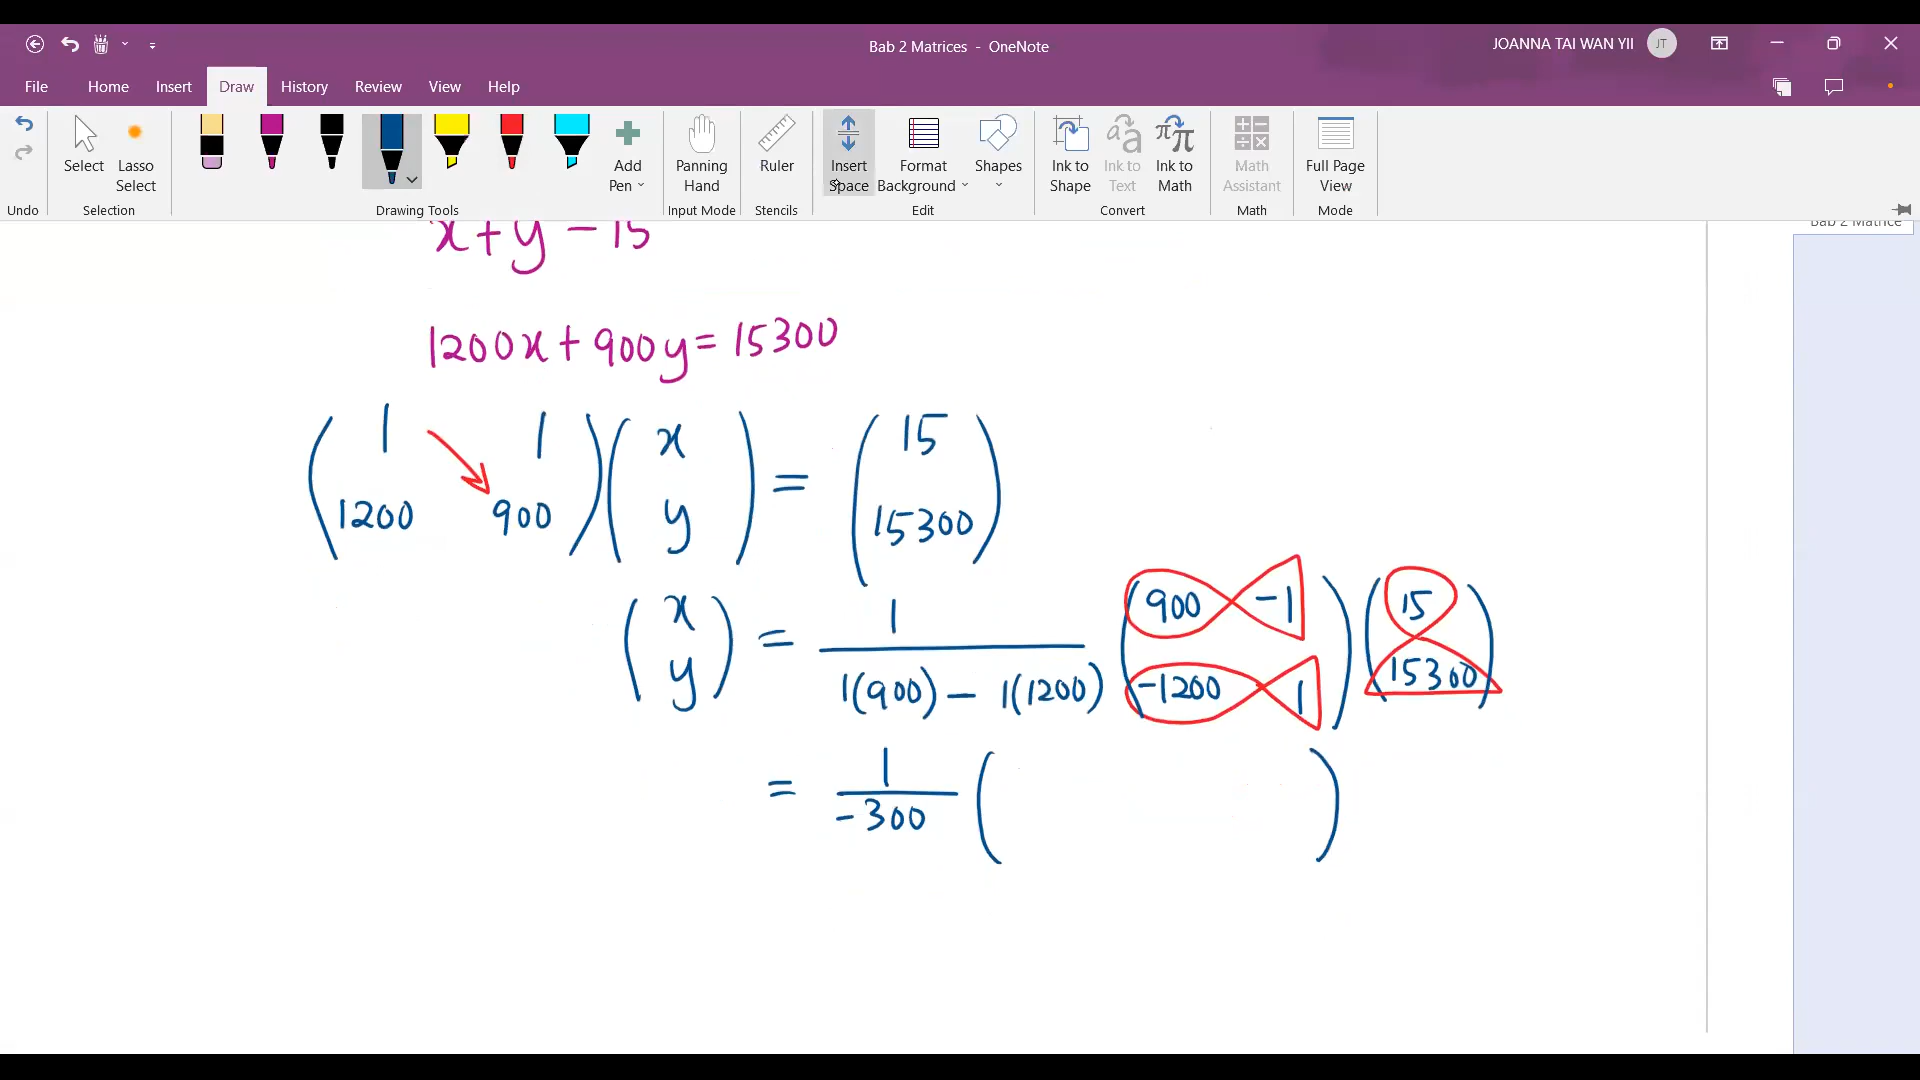 Bab 2 Matrices - OneNote
JOANNA TAI WAN YII JT
File Home Insert Draw History Review View Help
Select
Lasso Select
Add Pen
Panning Hand
Ruler
Insert Space
Format Background
Shapes
Ink to Shape
Ink to Text
Ink to Math
Math Assistant
Full Page View
Undo Selection Drawing Tools Input Mode Stencils Edit Convert Math Mode
Bab 2 Matrice
x + y - 15
1200x + 900y = 15300
( 1 1 ) ( x ) = ( 15 )
( 1200 900 ) ( y ) ( 15300 )
( x ) = 1 ( 900 -1 ) ( 15 )
( y ) 1(900) - 1(1200) ( -1200 1 ) ( 15300 )
= 1 ( )
-300